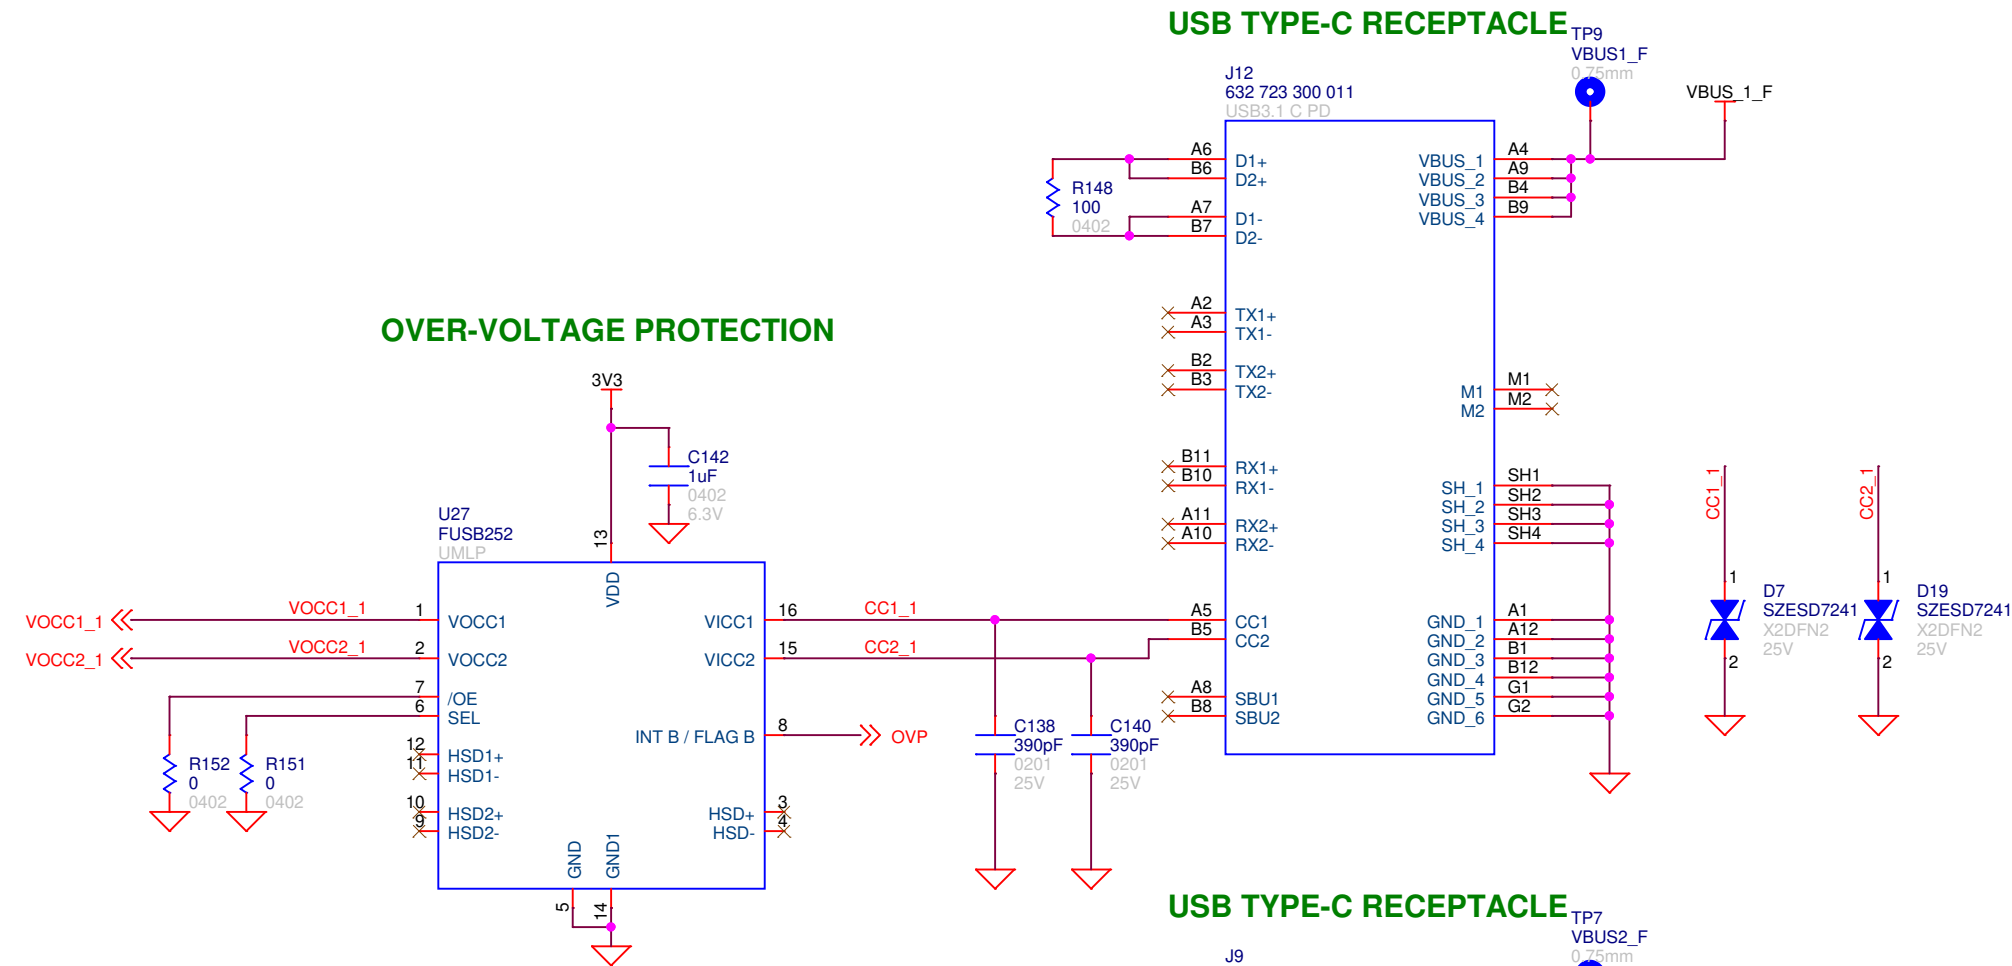 USB TYPE-C RECEPTACLE
TP9
VBUS1_F
0.75mm
J12
632 723 300 011
USB3.1 C PD
VBUS_1_F
A6 D1+
B6 D2+
A7 D1-
B7 D2-
R148
100
0402
VBUS_1 A4
VBUS_2 A9
VBUS_3 B4
VBUS_4 B9
A2 TX1+
A3 TX1-
B2 TX2+
B3 TX2-
M1 M1
M2 M2
B11 RX1+
B10 RX1-
A11 RX2+
A10 RX2-
SH_1 SH1
SH_2 SH2
SH_3 SH3
SH_4 SH4
A5 CC1
B5 CC2
GND_1 A1
GND_2 A12
GND_3 B1
GND_4 B12
GND_5 G1
GND_6 G2
A8 SBU1
B8 SBU2
CC1_1
1
D7
SZESD7241
X2DFN2
25V
2
CC2_1
1
D19
SZESD7241
X2DFN2
25V
2
OVER-VOLTAGE PROTECTION
3V3
C142
1uF
0402
6.3V
U27
FUSB252
UMLP
13
VDD
VOCC1_1 VOCC1_1 1 VOCC1
VOCC2_1 VOCC2_1 2 VOCC2
7 /OE
6 SEL
R152
0
0402
R151
0
0402
12 HSD1+
11 HSD1-
10 HSD2+
9 HSD2-
VICC1 16 CC1_1
VICC2 15 CC2_1
INT B / FLAG B 8 OVP
HSD+ 3
HSD- 4
GND
GND1
5
14
C138
390pF
0201
25V
C140
390pF
0201
25V
USB TYPE-C RECEPTACLE
TP7
VBUS2_F
0.75mm
J9